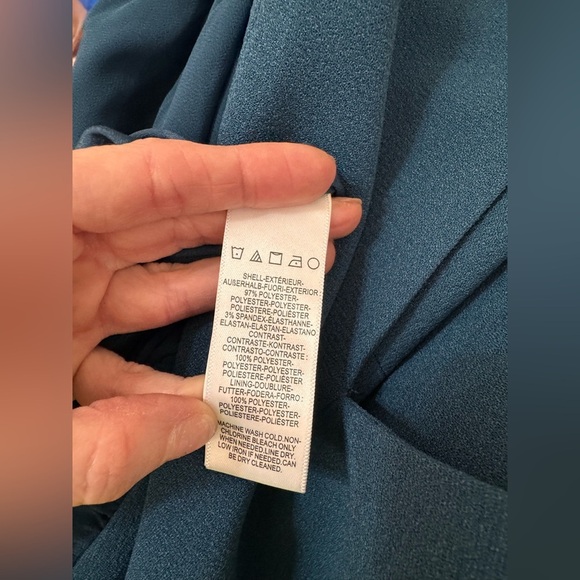 SHELL-EXTÉRIEUR-
AUßERHALB-FUORI-EXTERIOR:
97% POLYESTER-
POLYESTER-POLYESTER-
POLIESTERE-POLIÉSTER
3% SPANDEX-ÉLASTHANNE-
ELASTAN-ELASTAN-ELASTANO
CONTRAST-
CONTRASTE-KONTRAST-
CONTRASTO-CONTRASTE:
100% POLYESTER-
POLYESTER-POLYESTER-
POLIESTERE-POLIÉSTER
LINING-DOUBLURE-
FUTTER-FODERA-FORRO:
100% POLYESTER-
POLYESTER-POLYESTER-
POLIESTERE-POLIÉSTER
MACHINE WASH COLD,NON-
CHLORINE BLEACH ONLY
WHEN NEEDED.LINE DRY.
LOW IRON IF NEEDED.CAN
BE DRY CLEANED.